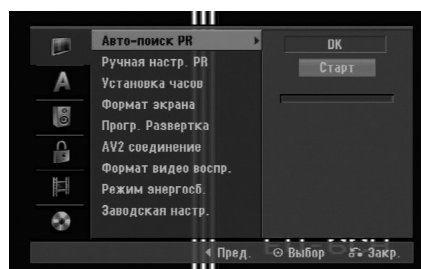 Авто-поиск PR
Ручная настр. PR
Установка часов
Формат экрана
Прогр. Развертка
AV2 соединение
Формат видео воспр.
Режим энергосб.
Заводская настр.
A
DK
Старт
Пред. Выбор Закр.